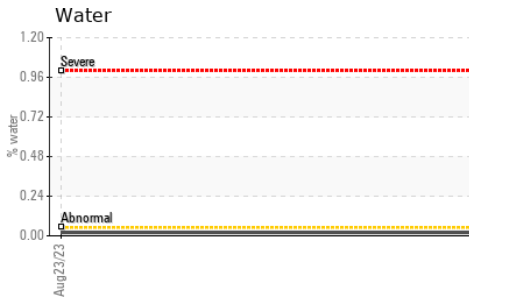 Water
1.20
Severe
0.96
0.72
% water
0.48
0.24
Abnormal
0.00
Aug23/23